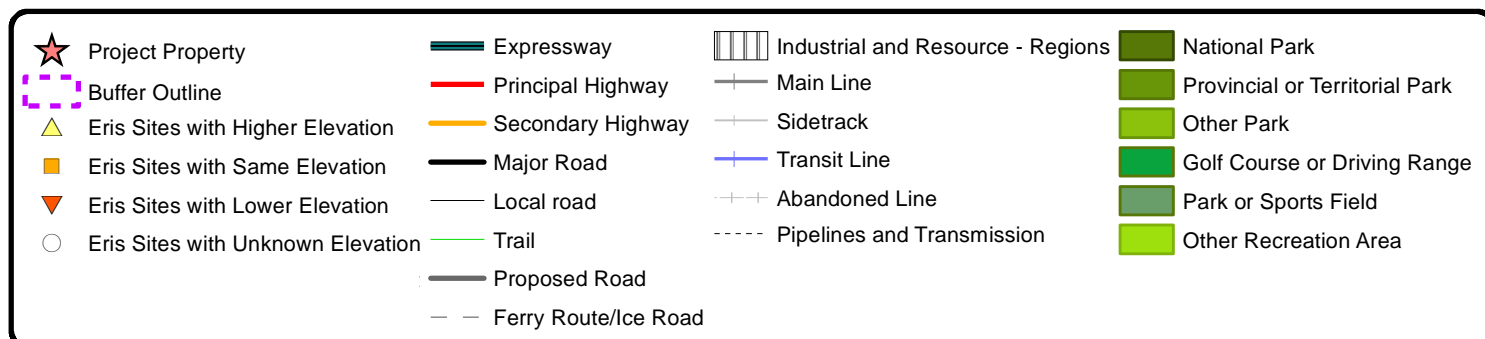 Project Property
Buffer Outline
Eris Sites with Higher Elevation
Eris Sites with Same Elevation
Eris Sites with Lower Elevation
Eris Sites with Unknown Elevation
Expressway
Principal Highway
Secondary Highway
Major Road
Local road
Trail
Proposed Road
Ferry Route/Ice Road
Industrial and Resource - Regions
Main Line
Sidetrack
Transit Line
Abandoned Line
Pipelines and Transmission
National Park
Provincial or Territorial Park
Other Park
Golf Course or Driving Range
Park or Sports Field
Other Recreation Area